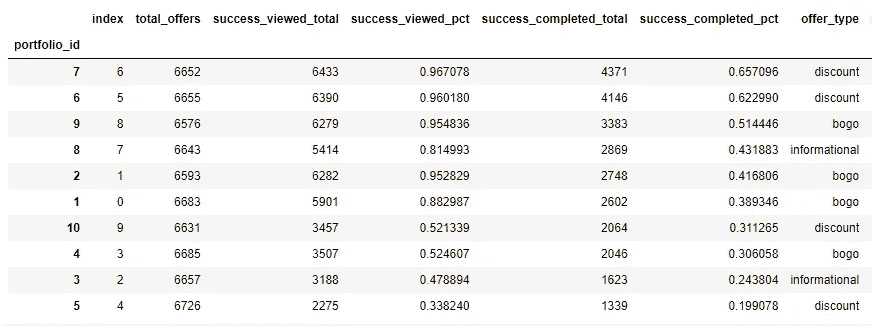 index total_offers success_viewed_total success_viewed_pct success_completed_total success_completed_pct offer_type
portfolio_id
7 6 6652 6433 0.967078 4371 0.657096 discount
6 5 6655 6390 0.960180 4146 0.622990 discount
9 8 6576 6279 0.954836 3383 0.514446 bogo
8 7 6643 5414 0.814993 2869 0.431883 informational
2 1 6593 6282 0.952829 2748 0.416806 bogo
1 0 6683 5901 0.882987 2602 0.389346 bogo
10 9 6631 3457 0.521339 2064 0.311265 discount
4 3 6685 3507 0.524607 2046 0.306058 bogo
3 2 6657 3188 0.478894 1623 0.243804 informational
5 4 6726 2275 0.338240 1339 0.199078 discount